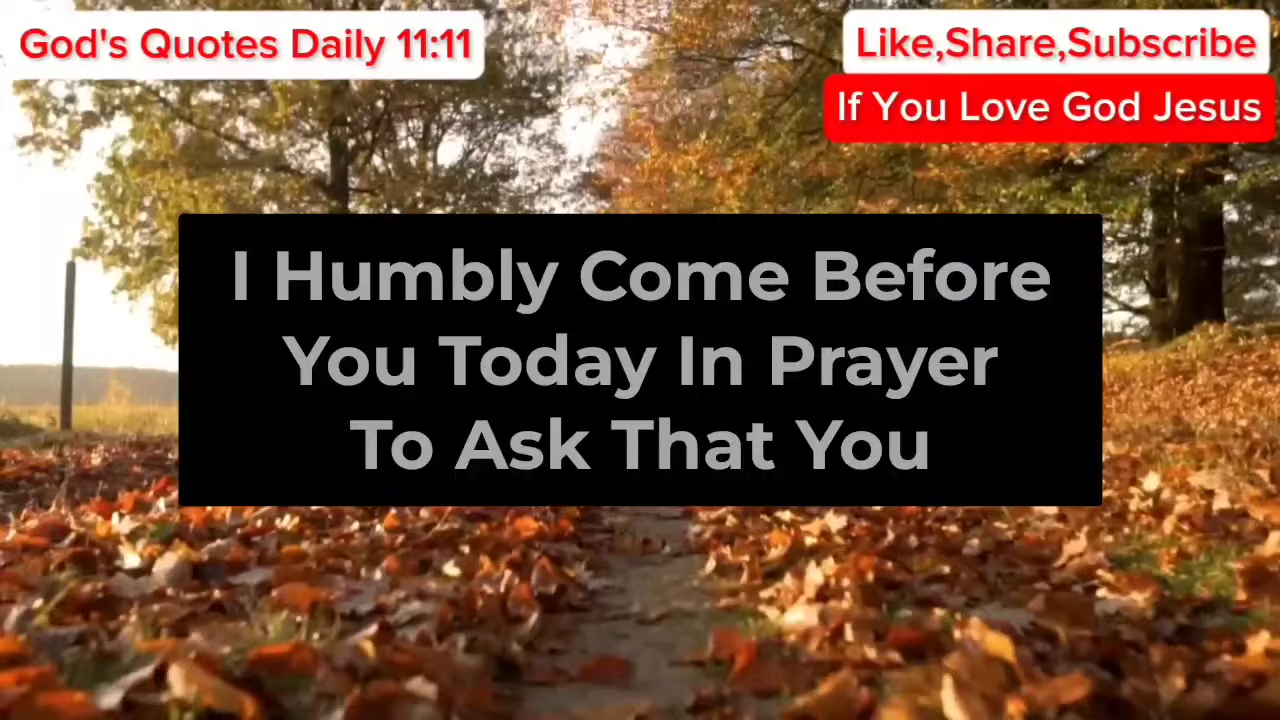 God's Quotes Daily 11:11
Like,Share,Subscribe
If You Love God Jesus
I Humbly Come Before
You Today In Prayer
To Ask That You